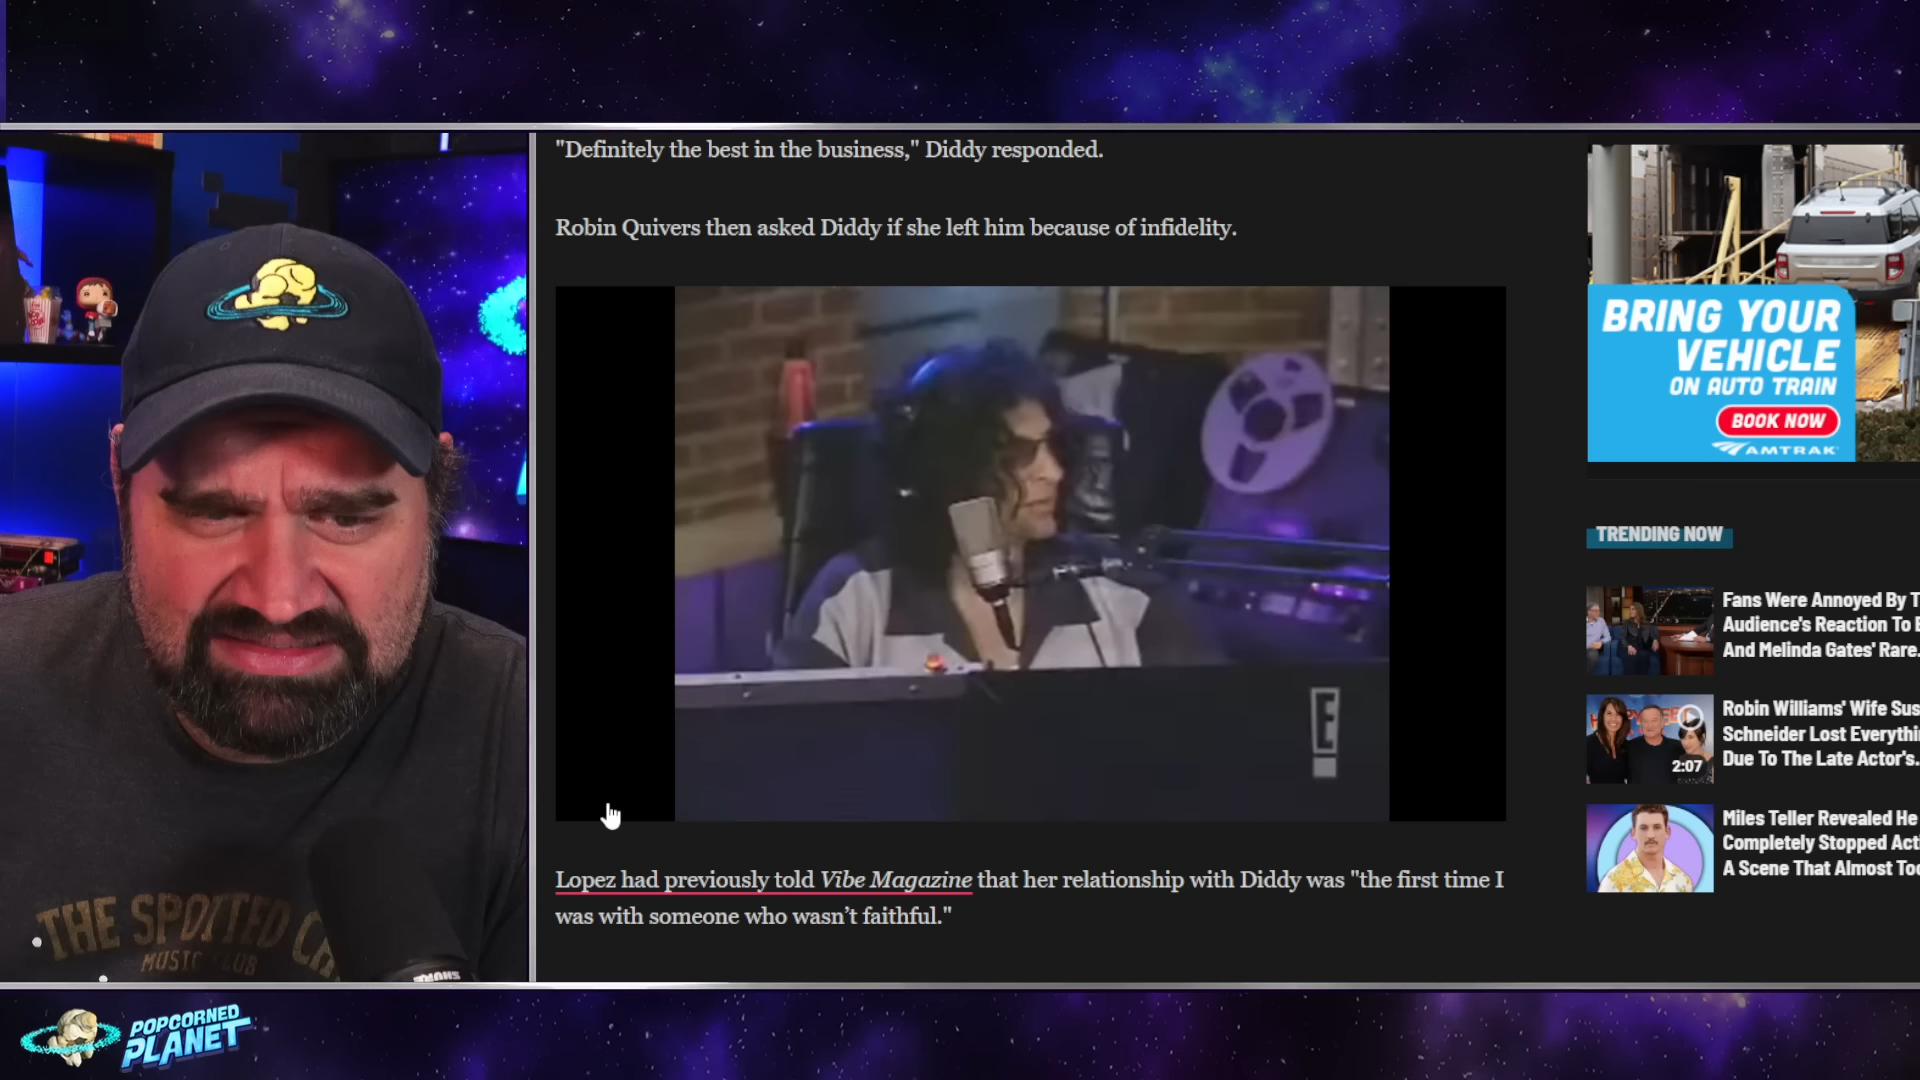 "Definitely the best in the business," Diddy responded.
Robin Quivers then asked Diddy if she left him because of infidelity.
E!
Lopez had previously told Vibe Magazine that her relationship with Diddy was "the first time I
was with someone who wasn’t faithful."
BRING YOUR
VEHICLE
ON AUTO TRAIN
BOOK NOW
AMTRAK
TRENDING NOW
Fans Were Annoyed By T
Audience's Reaction To
And Melinda Gates' Rare.
Robin Williams' Wife Sus
Schneider Lost Everythi
Due To The Late Actor's.
2:07
Miles Teller Revealed He
Completely Stopped Act
A Scene That Almost Too
THE SPOTTED C
MUSIC CLUB
POPCORNED
PLANET